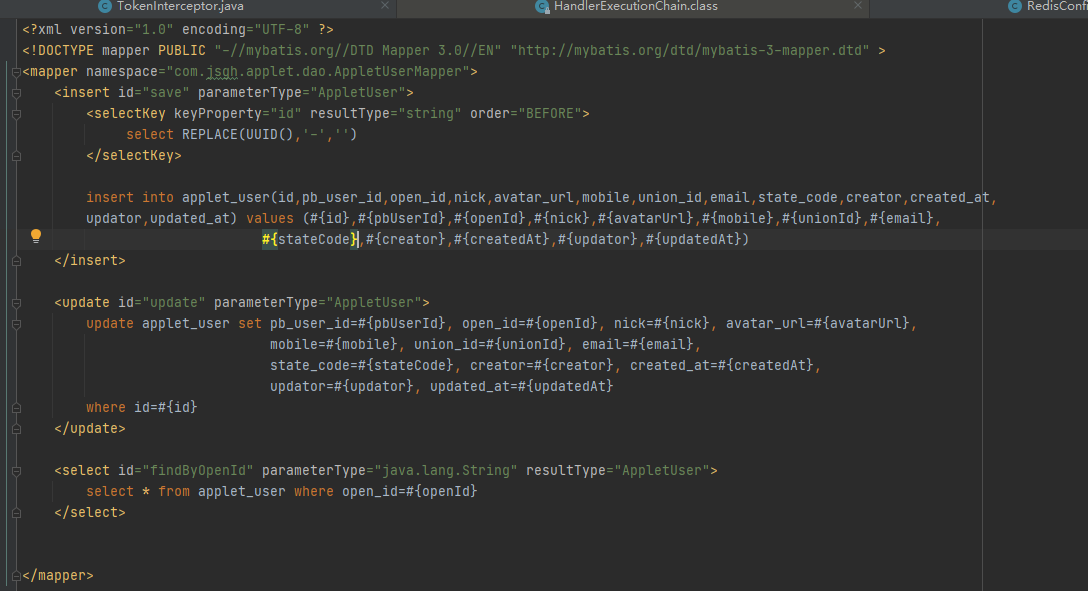 TokenInterceptor.java HandlerExecutionChain.class RedisConfi
<?xml version="1.0" encoding="UTF-8" ?>
<!DOCTYPE mapper PUBLIC "-//mybatis.org//DTD Mapper 3.0//EN" "http://mybatis.org/dtd/mybatis-3-mapper.dtd" >
<mapper namespace="com.jsgh.applet.dao.AppletUserMapper">
<insert id="save" parameterType="AppletUser">
<selectKey keyProperty="id" resultType="string" order="BEFORE">
select REPLACE(UUID(),'-','')
</selectKey>
insert into applet_user(id,pb_user_id,open_id,nick,avatar_url,mobile,union_id,email,state_code,creator,created_at,
updator,updated_at) values (#{id},#{pbUserId},#{openId},#{nick},#{avatarUrl},#{mobile},#{unionId},#{email},
#{stateCode},#{creator},#{createdAt},#{updator},#{updatedAt})
</insert>
<update id="update" parameterType="AppletUser">
update applet_user set pb_user_id=#{pbUserId}, open_id=#{openId}, nick=#{nick}, avatar_url=#{avatarUrl},
mobile=#{mobile}, union_id=#{unionId}, email=#{email},
state_code=#{stateCode}, creator=#{creator}, created_at=#{createdAt},
updator=#{updator}, updated_at=#{updatedAt}
where id=#{id}
</update>
<select id="findByOpenId" parameterType="java.lang.String" resultType="AppletUser">
select * from applet_user where open_id=#{openId}
</select>
</mapper>